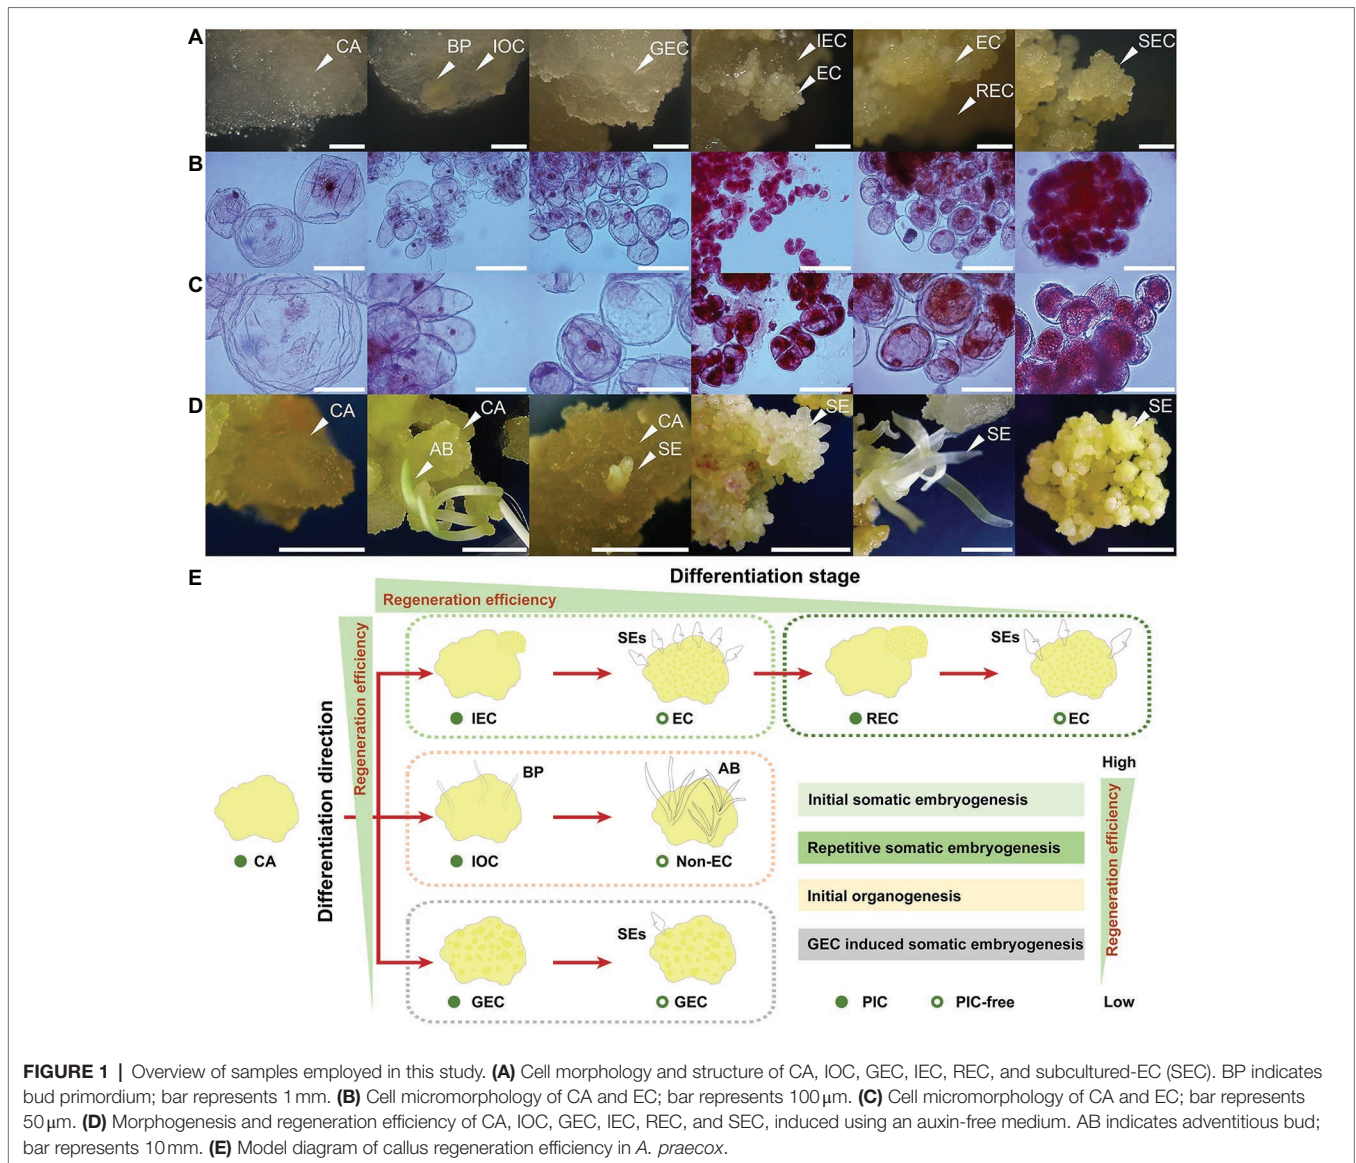 A
CA
BP IOC
GEC
IEC
EC
EC
REC
SEC
B
C
D
CA
CA
AB
CA
SE
SE
SE
SE
E
Differentiation stage
Regeneration efficiency
Differentiation direction
Regeneration efficiency
SEs
SEs
IEC
EC
REC
EC
BP
AB
High
CA
IOC
Non-EC
Initial somatic embryogenesis
Repetitive somatic embryogenesis
Initial organogenesis
GEC induced somatic embryogenesis
Regeneration efficiency
SEs
GEC
GEC
PIC
PIC-free
Low
FIGURE 1 | Overview of samples employed in this study. (A) Cell morphology and structure of CA, IOC, GEC, IEC, REC, and subcultured-EC (SEC). BP indicates
bud primordium; bar represents 1 mm. (B) Cell micromorphology of CA and EC; bar represents 100 μm. (C) Cell micromorphology of CA and EC; bar represents
50 μm. (D) Morphogenesis and regeneration efficiency of CA, IOC, GEC, IEC, REC, and SEC, induced using an auxin-free medium. AB indicates adventitious bud;
bar represents 10 mm. (E) Model diagram of callus regeneration efficiency in A. praecox.